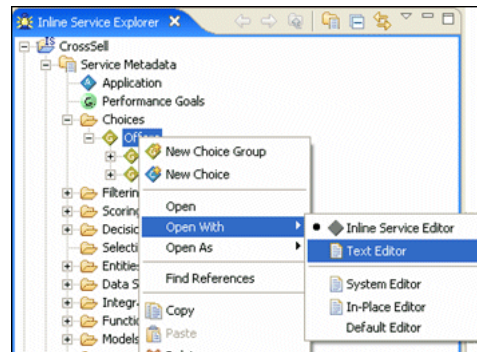 Inline Service Explorer
CrossSell
Service Metadata
Application
Performance Goals
Choices
New Choice Group
New Choice
Open
Open With
Inline Service Editor
Text Editor
Open As
System Editor
Find References
In-Place Editor
Copy
Default Editor
Paste
Models